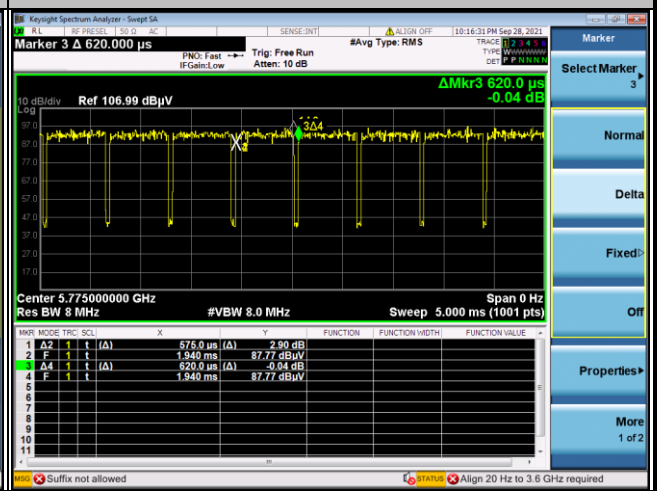 Keysight Spectrum Analyzer - Swept SA
RL RF PRESEL 50 Ω AC SENSE:INT ALIGN OFF 10:16:31 PM Sep 28, 2021
Marker 3 Δ 620.000 µs
PNO: Fast
IFGain:Low
Trig: Free Run
Atten: 10 dB
#Avg Type: RMS
TRACE 1 2 3 4 5 6
TYPE WWWWWW
DET P P N N N N
ΔMkr3 620.0 µs
-0.04 dB
10 dB/div Ref 106.99 dBµV
Log
97.0
87.0
77.0
67.0
57.0
47.0
37.0
27.0
17.0
3Δ4
Center 5.775000000 GHz Span 0 Hz
Res BW 8 MHz #VBW 8.0 MHz Sweep 5.000 ms (1001 pts)
MKR MODE TRC SCL X Y FUNCTION FUNCTION WIDTH FUNCTION VALUE
1 Δ2 1 t (Δ) 575.0 µs (Δ) 2.90 dB
2 F 1 t 1.940 ms 87.77 dBµV
3 Δ4 1 t (Δ) 620.0 µs (Δ) -0.04 dB
4 F 1 t 1.940 ms 87.77 dBµV
5
6
7
8
9
10
11
MSG Suffix not allowed STATUS Align 20 Hz to 3.6 GHz required
Marker
Select Marker
3
Normal
Delta
Fixed
Off
Properties
More
1 of 2